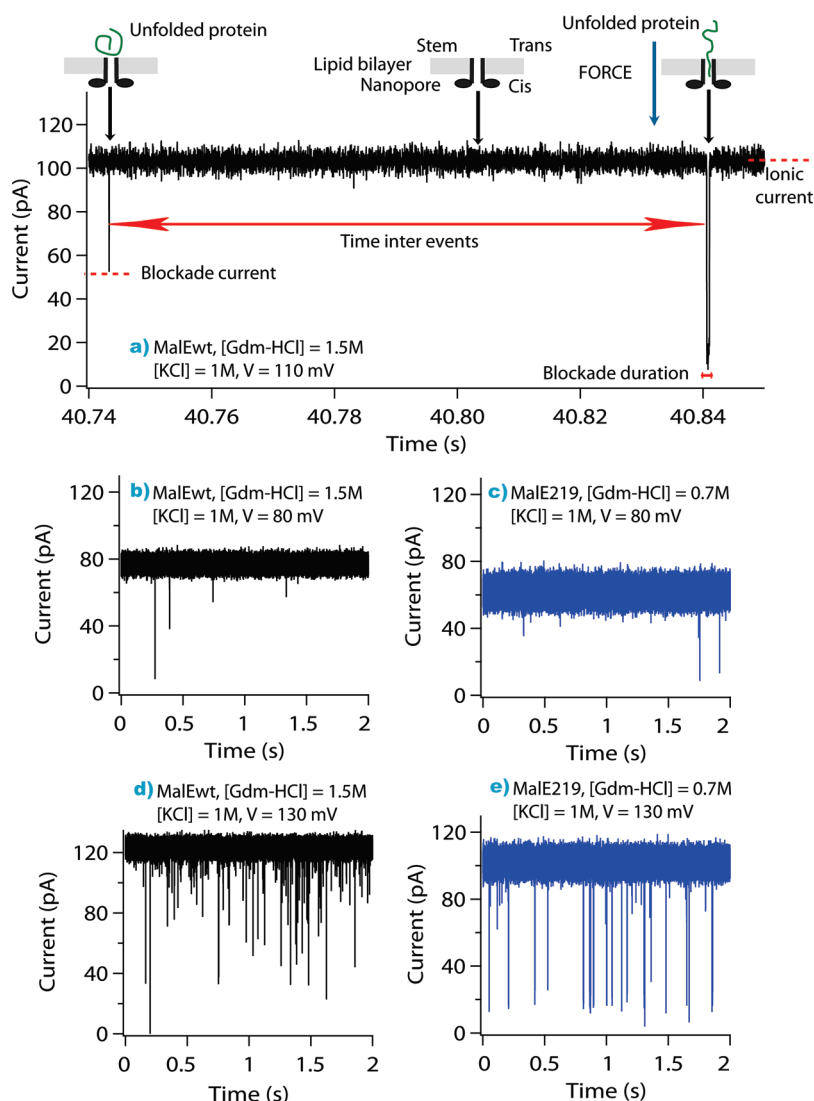 Unfolded protein
Stem
Trans
Unfolded protein
Lipid bilayer
Nanopore
Cis
FORCE
120
100
80
60
40
20
0
Current (pA)
Ionic
current
Time inter events
Blockade current
a) MalEwt, [Gdm-HCl] = 1.5M
[KCl] = 1M, V = 110 mV
Blockade duration
40.74 40.76 40.78 40.80 40.82 40.84
Time (s)
b) MalEwt, [Gdm-HCl] = 1.5M
[KCl] = 1M, V = 80 mV
120
80
40
0
Current (pA)
0 0.5 1 1.5 2
Time (s)
c) MalE219, [Gdm-HCl] = 0.7M
[KCl] = 1M, V = 80 mV
120
80
40
0
Current (pA)
0 0.5 1 1.5 2
Time (s)
d) MalEwt, [Gdm-HCl] = 1.5M
[KCl] = 1M, V = 130 mV
120
80
40
0
Current (pA)
0 0.5 1 1.5 2
Time (s)
e) MalE219, [Gdm-HCl] = 0.7M
[KCl] = 1M, V = 130 mV
120
80
40
0
Current (pA)
0 0.5 1 1.5 2
Time (s)